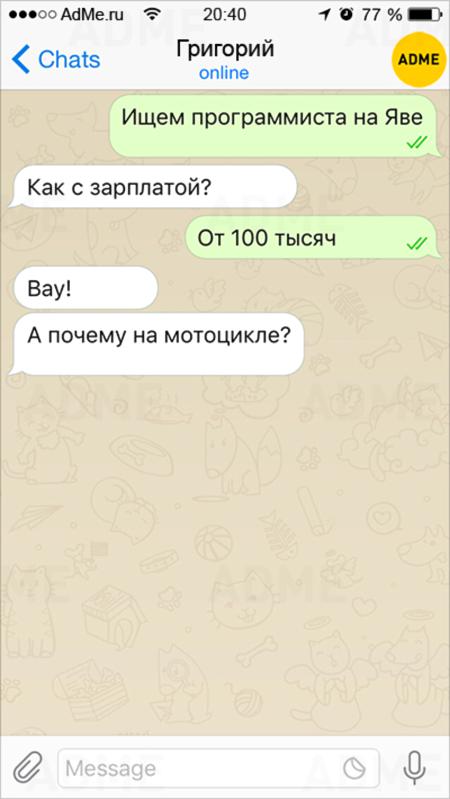 AdMe.ru 20:40 77 %
Chats Григорий ADME
online
Ищем программиста на Яве
Как с зарплатой?
От 100 тысяч
Вау!
А почему на мотоцикле?
Message